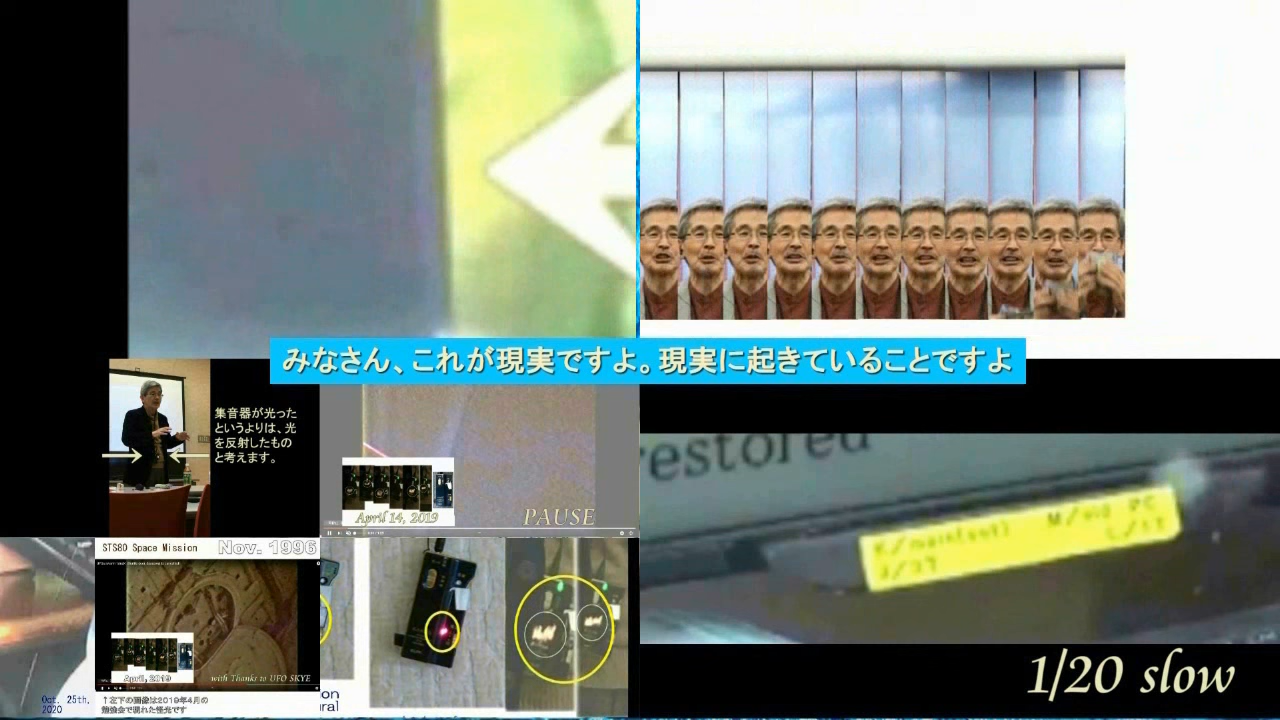 みなさん、これが現実ですよ。現実に起きていることですよ
集音器が光った
というよりは、光
を反射したもの
と考えます。
April 14, 2019
PAUSE
restored
STS80 Space Mission
Nov. 1996
April, 2019
with Thanks to UFO SKYE
Oct. 25th,
2020
↑左下の画像は2019年4月の
勉強会で現れた怪光です
1/20 slow